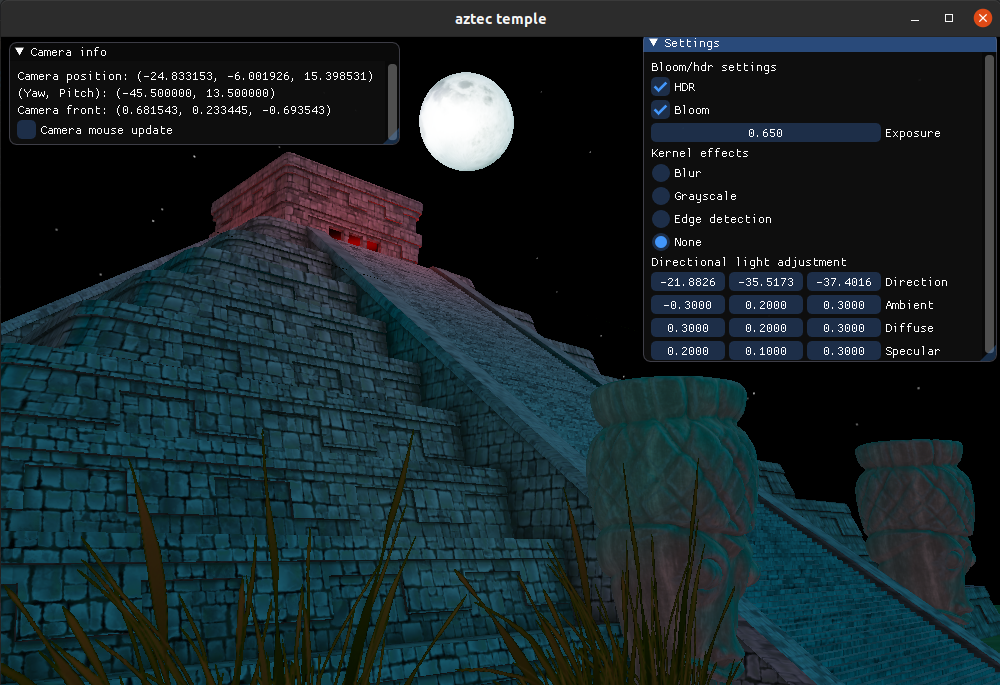 aztec temple
Camera info
Camera position: (-24.833153, -6.001926, 15.398531)
(Yaw, Pitch): (-45.500000, 13.500000)
Camera front: (0.681543, 0.233445, -0.693543)
Camera mouse update
Settings
Bloom/hdr settings
HDR
Bloom
0.650 Exposure
Kernel effects
Blur
Grayscale
Edge detection
None
Directional light adjustment
-21.8826 -35.5173 -37.4016 Direction
-0.3000 0.2000 0.3000 Ambient
0.3000 0.2000 0.3000 Diffuse
0.2000 0.1000 0.3000 Specular